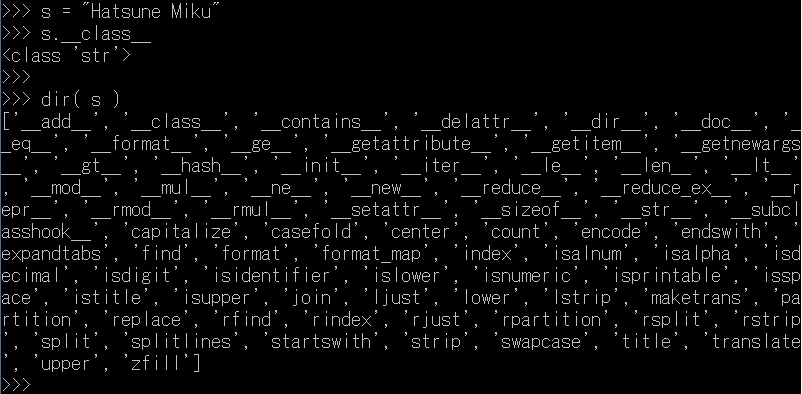 >>> s = "Hatsune Miku"
>>> s.__class__
<class 'str'>
>>>
>>> dir( s )
['__add__', '__class__', '__contains__', '__delattr__', '__dir__', '__doc__', '_
_eq__', '__format__', '__ge__', '__getattribute__', '__getitem__', '__getnewargs
__', '__gt__', '__hash__', '__init__', '__iter__', '__le__', '__len__', '__lt__'
, '__mod__', '__mul__', '__ne__', '__new__', '__reduce__', '__reduce_ex__', '__r
epr__', '__rmod__', '__rmul__', '__setattr__', '__sizeof__', '__str__', '__subcl
asshook__', 'capitalize', 'casefold', 'center', 'count', 'encode', 'endswith', '
expandtabs', 'find', 'format', 'format_map', 'index', 'isalnum', 'isalpha', 'isd
ecimal', 'isdigit', 'isidentifier', 'islower', 'isnumeric', 'isprintable', 'issp
ace', 'istitle', 'isupper', 'join', 'ljust', 'lower', 'lstrip', 'maketrans', 'pa
rtition', 'replace', 'rfind', 'rindex', 'rjust', 'rpartition', 'rsplit', 'rstrip
', 'split', 'splitlines', 'startswith', 'strip', 'swapcase', 'title', 'translate
', 'upper', 'zfill']
>>>